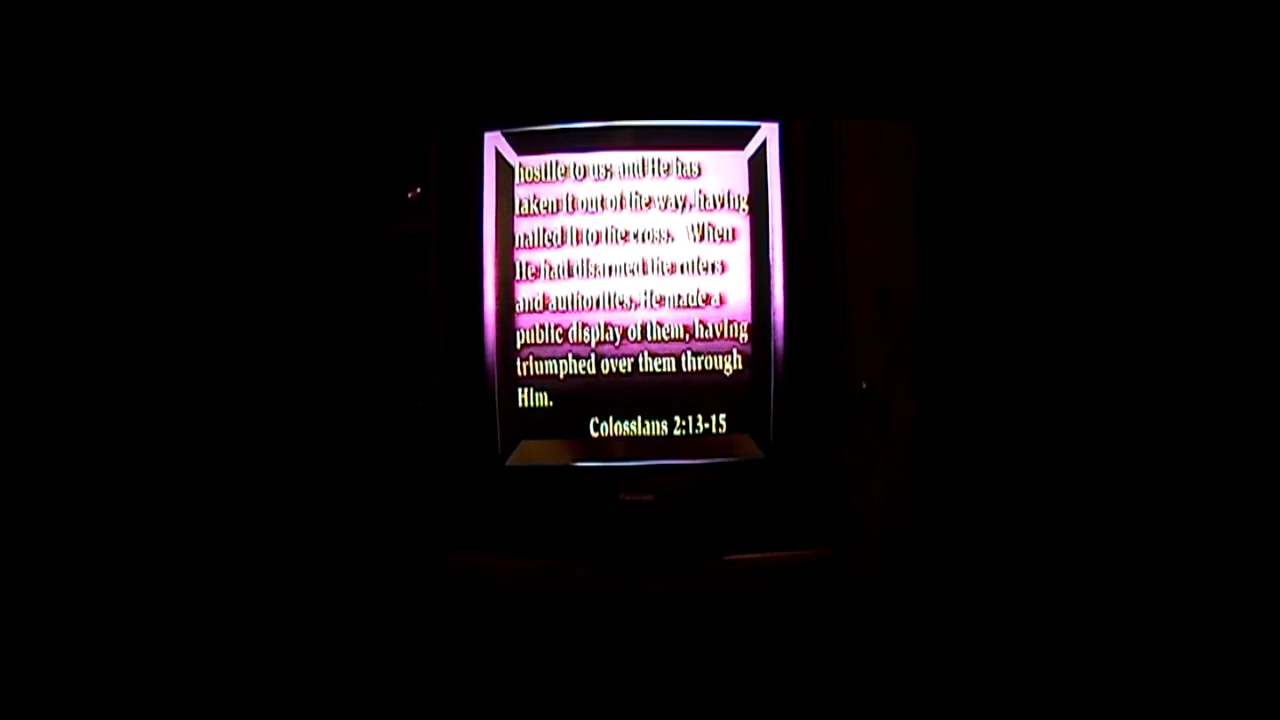 hostile to us; and He has
taken it out of the way, having
nailed it to the cross. When
He had disarmed the rulers
and authorities, He made a
public display of them, having
triumphed over them through
Him.
Colossians 2:13-15
Panasonic